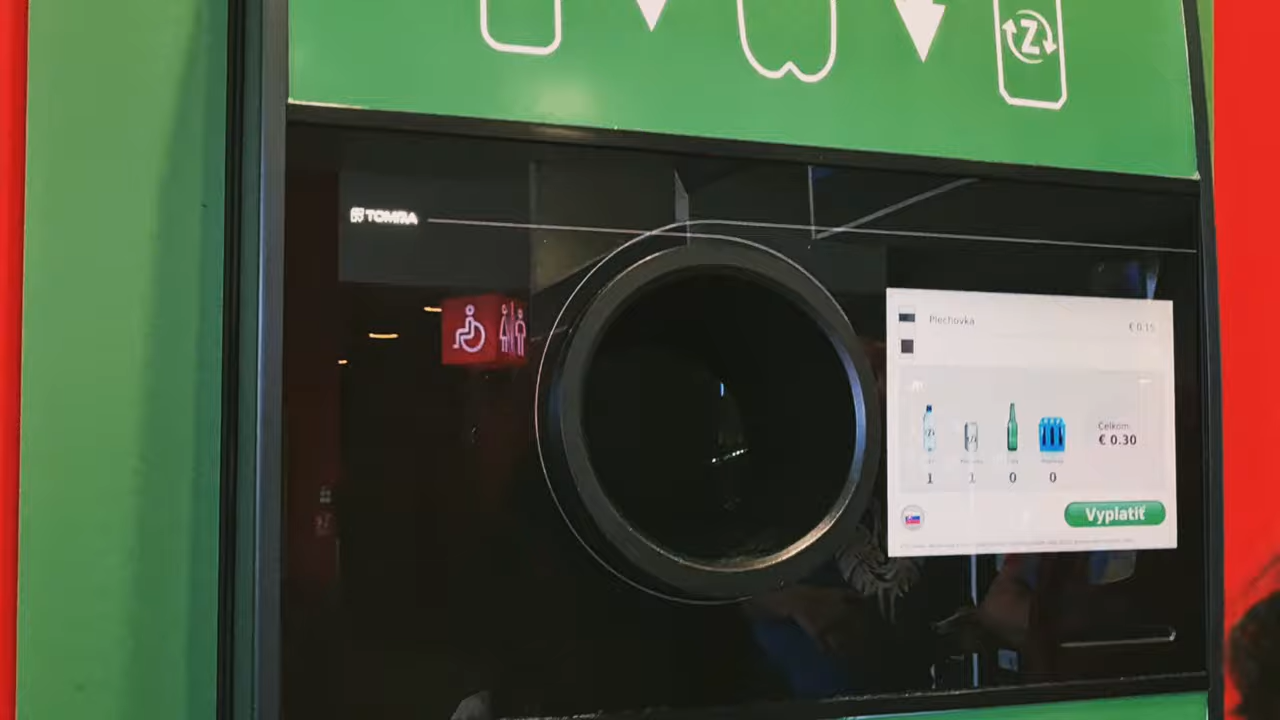 Z
TOMRA
Plechovka € 0.15
Celkom:
€ 0.30
1 1 0 0
Vyplatiť